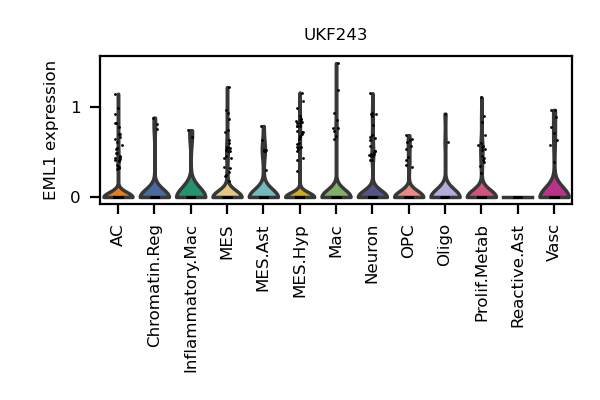 UKF243
EML1 expression
1
0
AC
Chromatin.Reg
Inflammatory.Mac
MES
MES.Ast
MES.Hyp
Mac
Neuron
OPC
Oligo
Prolif.Metab
Reactive.Ast
Vasc